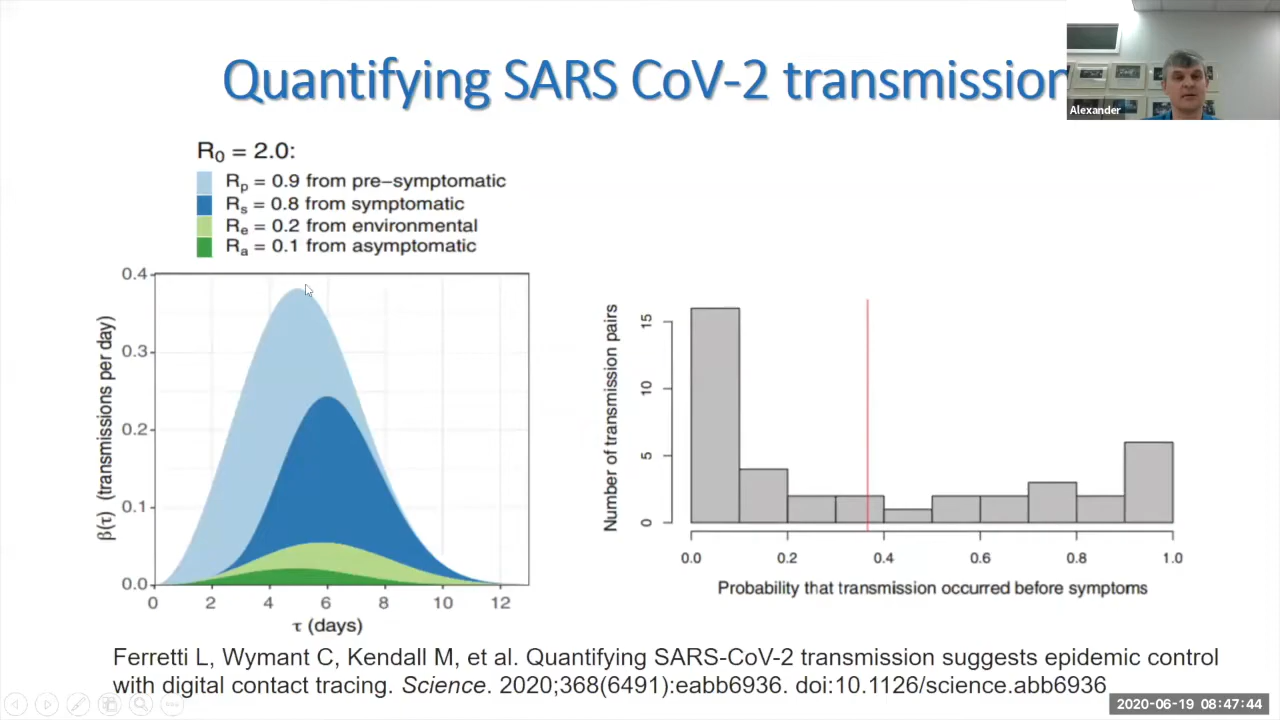 Quantifying SARS CoV-2 transmission
Alexander
R0 = 2.0:
Rp = 0.9 from pre-symptomatic
Rs = 0.8 from symptomatic
Re = 0.2 from environmental
Ra = 0.1 from asymptomatic
β(τ) (transmissions per day)
0.4
0.3
0.2
0.1
0.0
0 2 4 6 8 10 12
τ (days)
Number of transmission pairs
15
10
5
0
0.0 0.2 0.4 0.6 0.8 1.0
Probability that transmission occurred before symptoms
Ferretti L, Wymant C, Kendall M, et al. Quantifying SARS-CoV-2 transmission suggests epidemic control
with digital contact tracing. Science. 2020;368(6491):eabb6936. doi:10.1126/science.abb6936
2020-06-19 08:47:44